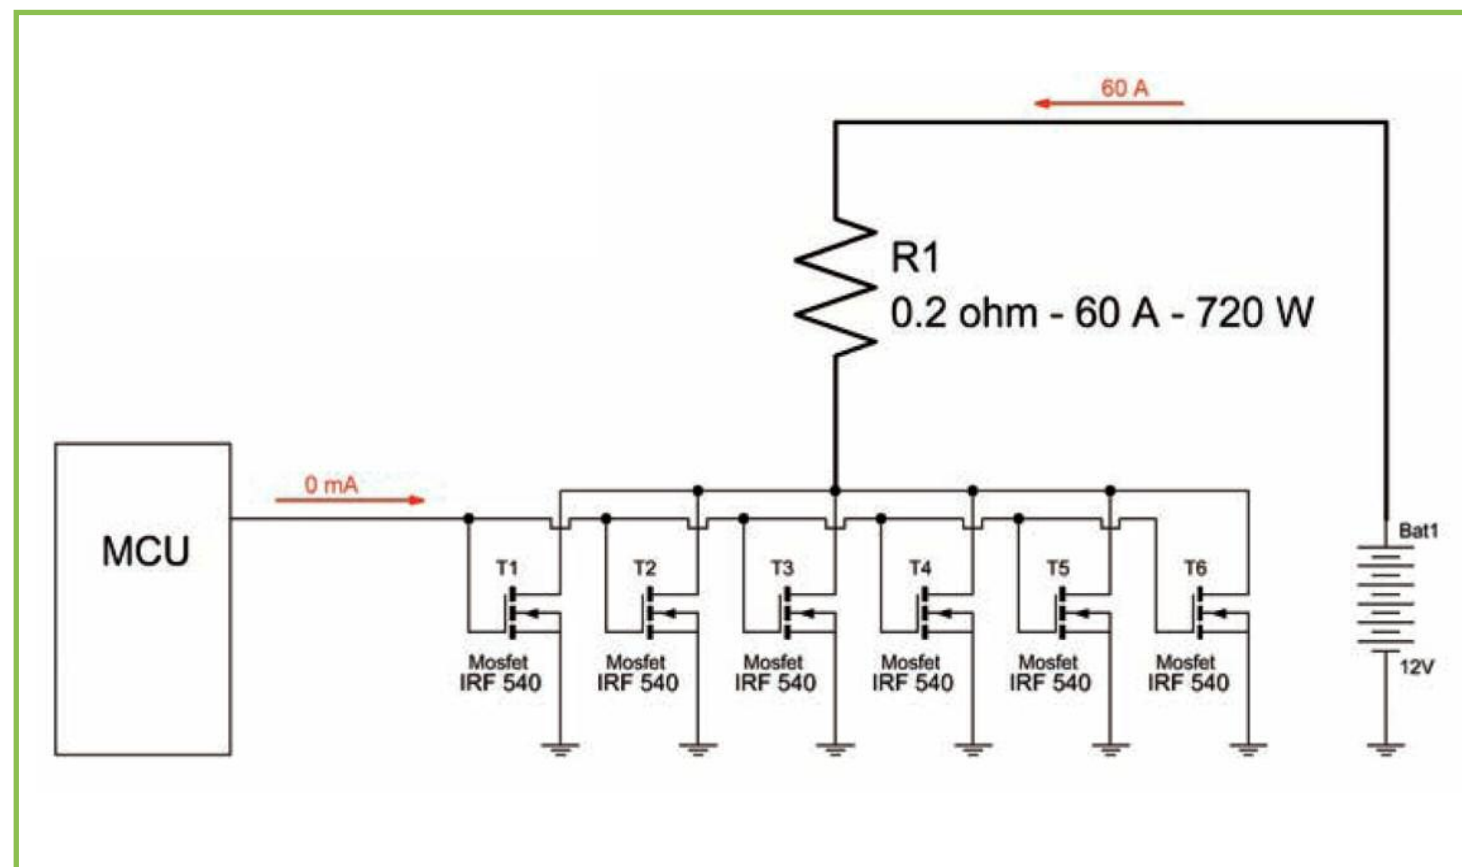 60 A
R1
0.2 ohm - 60 A - 720 W
0 mA
MCU
Bat1
T1
T2
T3
T4
T5
T6
Mosfet
IRF 540
Mosfet
IRF 540
Mosfet
IRF 540
Mosfet
IRF 540
Mosfet
IRF 540
Mosfet
IRF 540
12V